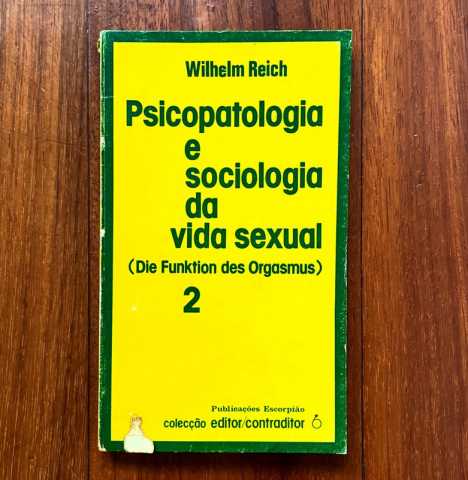 Wilhelm Reich
Psicopatologia
e
sociologia
da
vida sexual
(Die Funktion des Orgasmus)
2
Publicações Escorpião
colecção editor/contraditor